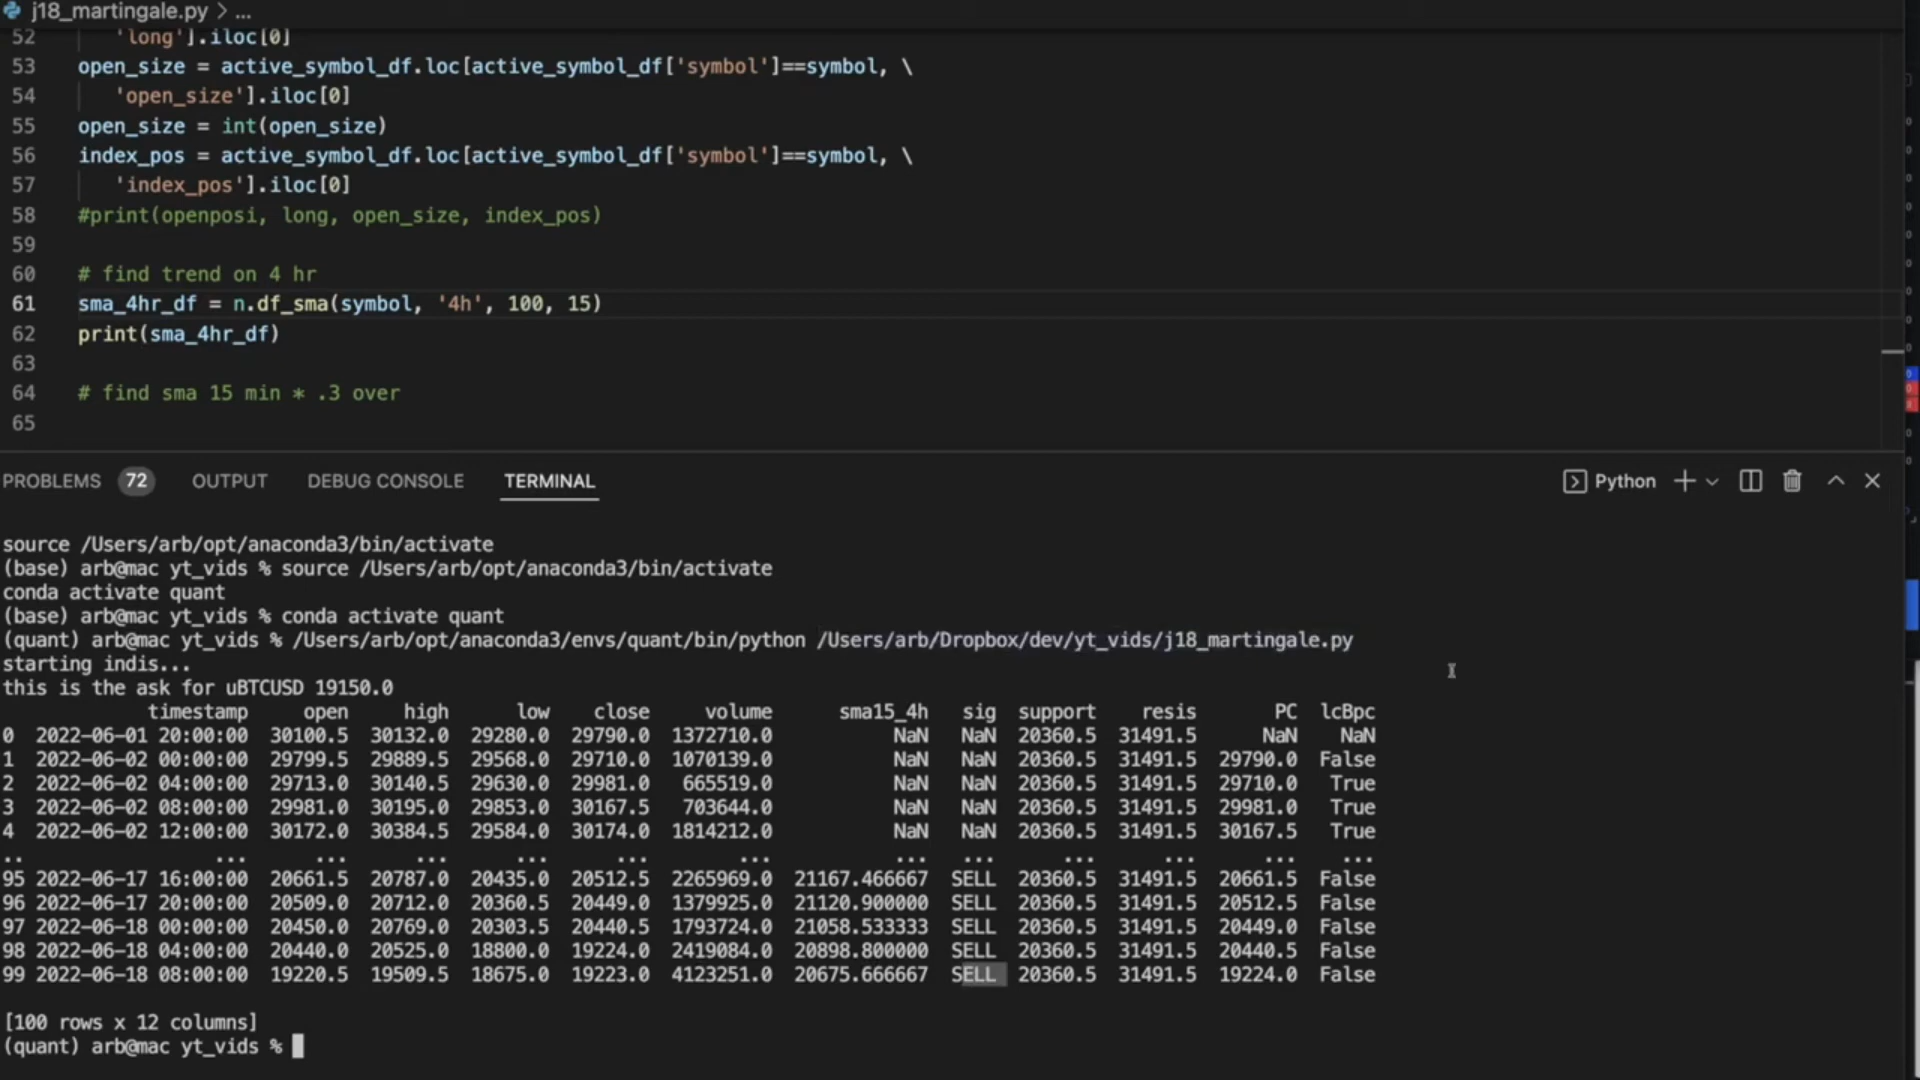 j18_martingale.py > ...
52 'long'].iloc[0]
53 open_size = active_symbol_df.loc[active_symbol_df['symbol']==symbol, \
54 'open_size'].iloc[0]
55 open_size = int(open_size)
56 index_pos = active_symbol_df.loc[active_symbol_df['symbol']==symbol, \
57 'index_pos'].iloc[0]
58 #print(openposi, long, open_size, index_pos)
59
60 # find trend on 4 hr
61 sma_4hr_df = n.df_sma(symbol, '4h', 100, 15)
62 print(sma_4hr_df)
63
64 # find sma 15 min * .3 over
65
PROBLEMS 72 OUTPUT DEBUG CONSOLE TERMINAL Python
source /Users/arb/opt/anaconda3/bin/activate
(base) arb@mac yt_vids % source /Users/arb/opt/anaconda3/bin/activate
conda activate quant
(base) arb@mac yt_vids % conda activate quant
(quant) arb@mac yt_vids % /Users/arb/opt/anaconda3/envs/quant/bin/python /Users/arb/Dropbox/dev/yt_vids/j18_martingale.py
starting indis...
this is the ask for uBTCUSD 19150.0
timestamp open high low close volume sma15_4h sig support resis PC lcBpc
0 2022-06-01 20:00:00 30100.5 30132.0 29280.0 29790.0 1372710.0 NaN NaN 20360.5 31491.5 NaN NaN
1 2022-06-02 00:00:00 29799.5 29889.5 29568.0 29710.0 1070139.0 NaN NaN 20360.5 31491.5 29790.0 False
2 2022-06-02 04:00:00 29713.0 30140.5 29630.0 29981.0 665519.0 NaN NaN 20360.5 31491.5 29710.0 True
3 2022-06-02 08:00:00 29981.0 30195.0 29853.0 30167.5 703644.0 NaN NaN 20360.5 31491.5 29981.0 True
4 2022-06-02 12:00:00 30172.0 30384.5 29584.0 30174.0 1814212.0 NaN NaN 20360.5 31491.5 30167.5 True
.. ... ... ... ... ... ... ... ... ... ... ... ...
95 2022-06-17 16:00:00 20661.5 20787.0 20435.0 20512.5 2265969.0 21167.466667 SELL 20360.5 31491.5 20661.5 False
96 2022-06-17 20:00:00 20509.0 20712.0 20360.5 20449.0 1379925.0 21120.900000 SELL 20360.5 31491.5 20512.5 False
97 2022-06-18 00:00:00 20450.0 20769.0 20303.5 20440.5 1793724.0 21058.533333 SELL 20360.5 31491.5 20449.0 False
98 2022-06-18 04:00:00 20440.0 20525.0 18800.0 19224.0 2419084.0 20898.800000 SELL 20360.5 31491.5 20440.5 False
99 2022-06-18 08:00:00 19220.5 19509.5 18675.0 19223.0 4123251.0 20675.666667 SELL 20360.5 31491.5 19224.0 False
[100 rows x 12 columns]
(quant) arb@mac yt_vids %